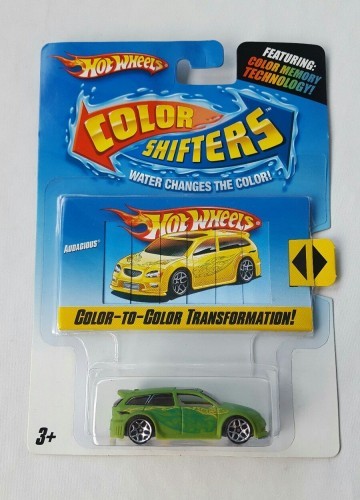 Hot Wheels
FEATURING:
COLOR MEMORY
TECHNOLOGY!
COLOR
SHIFTERS
WATER CHANGES THE COLOR!
Hot Wheels
AUDACIOUS
COLOR-TO-COLOR TRANSFORMATION!
3+